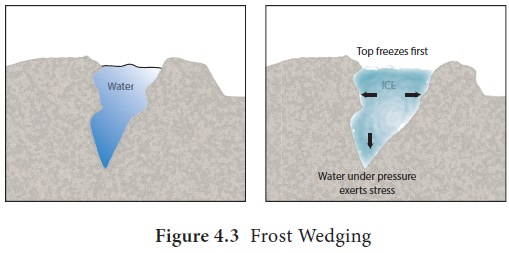 Water
Top freezes first
ICE
Water under pressure
exerts stress
Figure 4.3 Frost Wedging